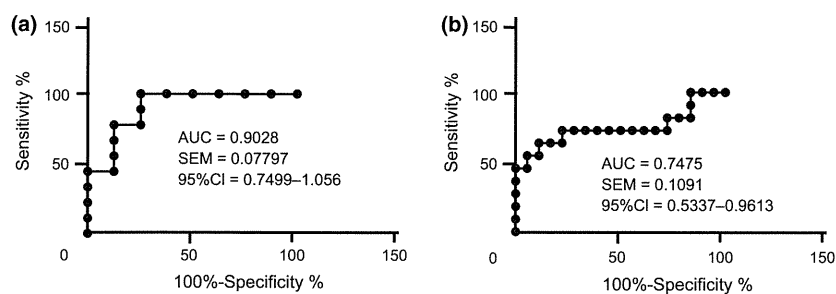 (a)
150
100
50
0
50
100
150
Sensitivity %
100%-Specificity %
AUC = 0.9028
SEM = 0.07797
95%CI = 0.7499–1.056
(b)
150
100
50
0
50
100
150
Sensitivity %
100%-Specificity %
AUC = 0.7475
SEM = 0.1091
95%CI = 0.5337–0.9613